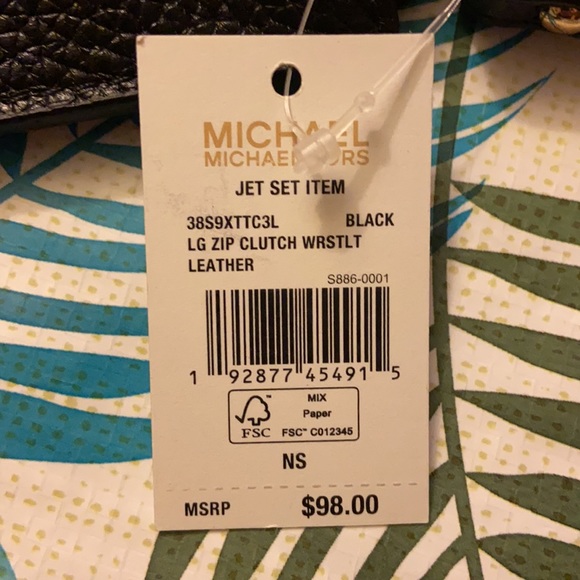 MICHAEL
MICHAEL KORS
JET SET ITEM
38S9XTTC3L BLACK
LG ZIP CLUTCH WRSTLT
LEATHER
S886-0001
1 92877 45491 5
FSC
MIX
Paper
FSC™ C012345
NS
MSRP $98.00